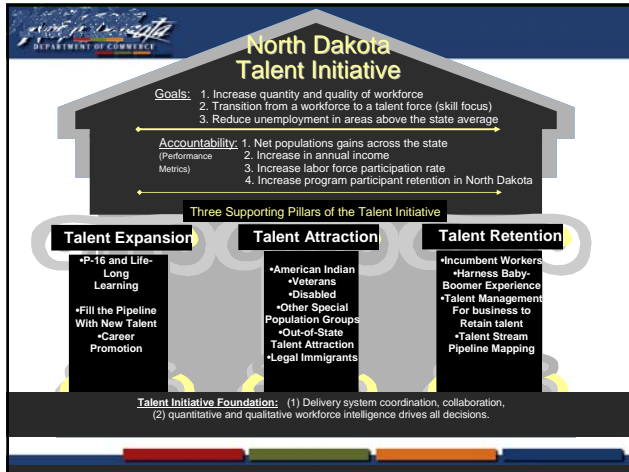 North Dakota
DEPARTMENT OF COMMERCE
North Dakota
Talent Initiative
Goals: 1. Increase quantity and quality of workforce
2. Transition from a workforce to a talent force (skill focus)
3. Reduce unemployment in areas above the state average
Accountability: 1. Net populations gains across the state
(Performance 2. Increase in annual income
Metrics) 3. Increase labor force participation rate
4. Increase program participant retention in North Dakota
Three Supporting Pillars of the Talent Initiative
Talent Expansion
•P-16 and Life-
Long
Learning
•Fill the Pipeline
With New Talent
•Career
Promotion
Talent Attraction
•American Indian
•Veterans
•Disabled
•Other Special
Population Groups
•Out-of-State
Talent Attraction
•Legal Immigrants
Talent Retention
•Incumbent Workers
•Harness Baby-
Boomer Experience
•Talent Management
For business to
Retain talent
•Talent Stream
Pipeline Mapping
Talent Initiative Foundation: (1) Delivery system coordination, collaboration,
(2) quantitative and qualitative workforce intelligence drives all decisions.